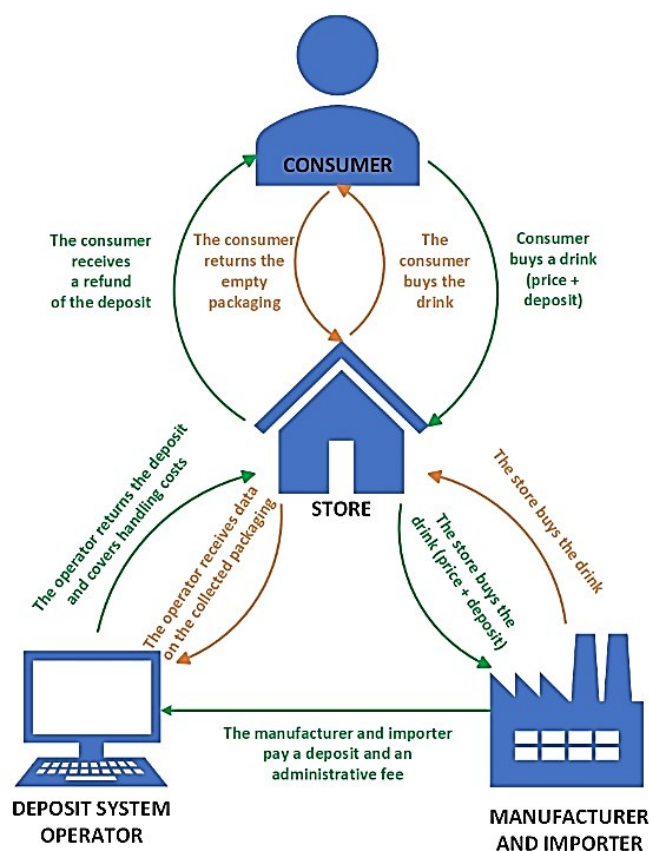 CONSUMER
The consumer
receives
a refund
of the deposit
The consumer
returns the
empty
packaging
The
consumer
buys the
drink
Consumer
buys a drink
(price +
deposit)
STORE
The operator returns the deposit
and covers handling costs
The operator receives data
on the collected packaging
The store buys the
drink (price + deposit)
The store buys the drink
The manufacturer and importer
pay a deposit and an
administrative fee
DEPOSIT SYSTEM
OPERATOR
MANUFACTURER
AND IMPORTER